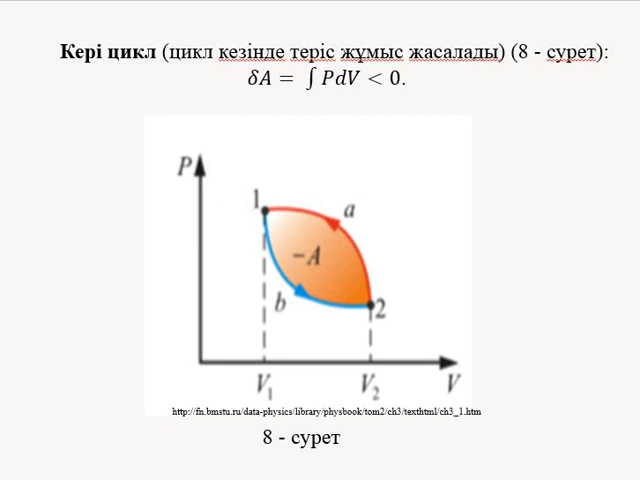 Кері цикл (цикл кезінде теріс жұмыс жасалады) (8 - сурет):
δA = ∫ PdV < 0.
P
1
a
−A
b
2
V₁
V₂
V
http://fn.bmstu.ru/data-physics/library/physbook/tom2/ch3/texthtml/ch3_1.htm
8 - сурет